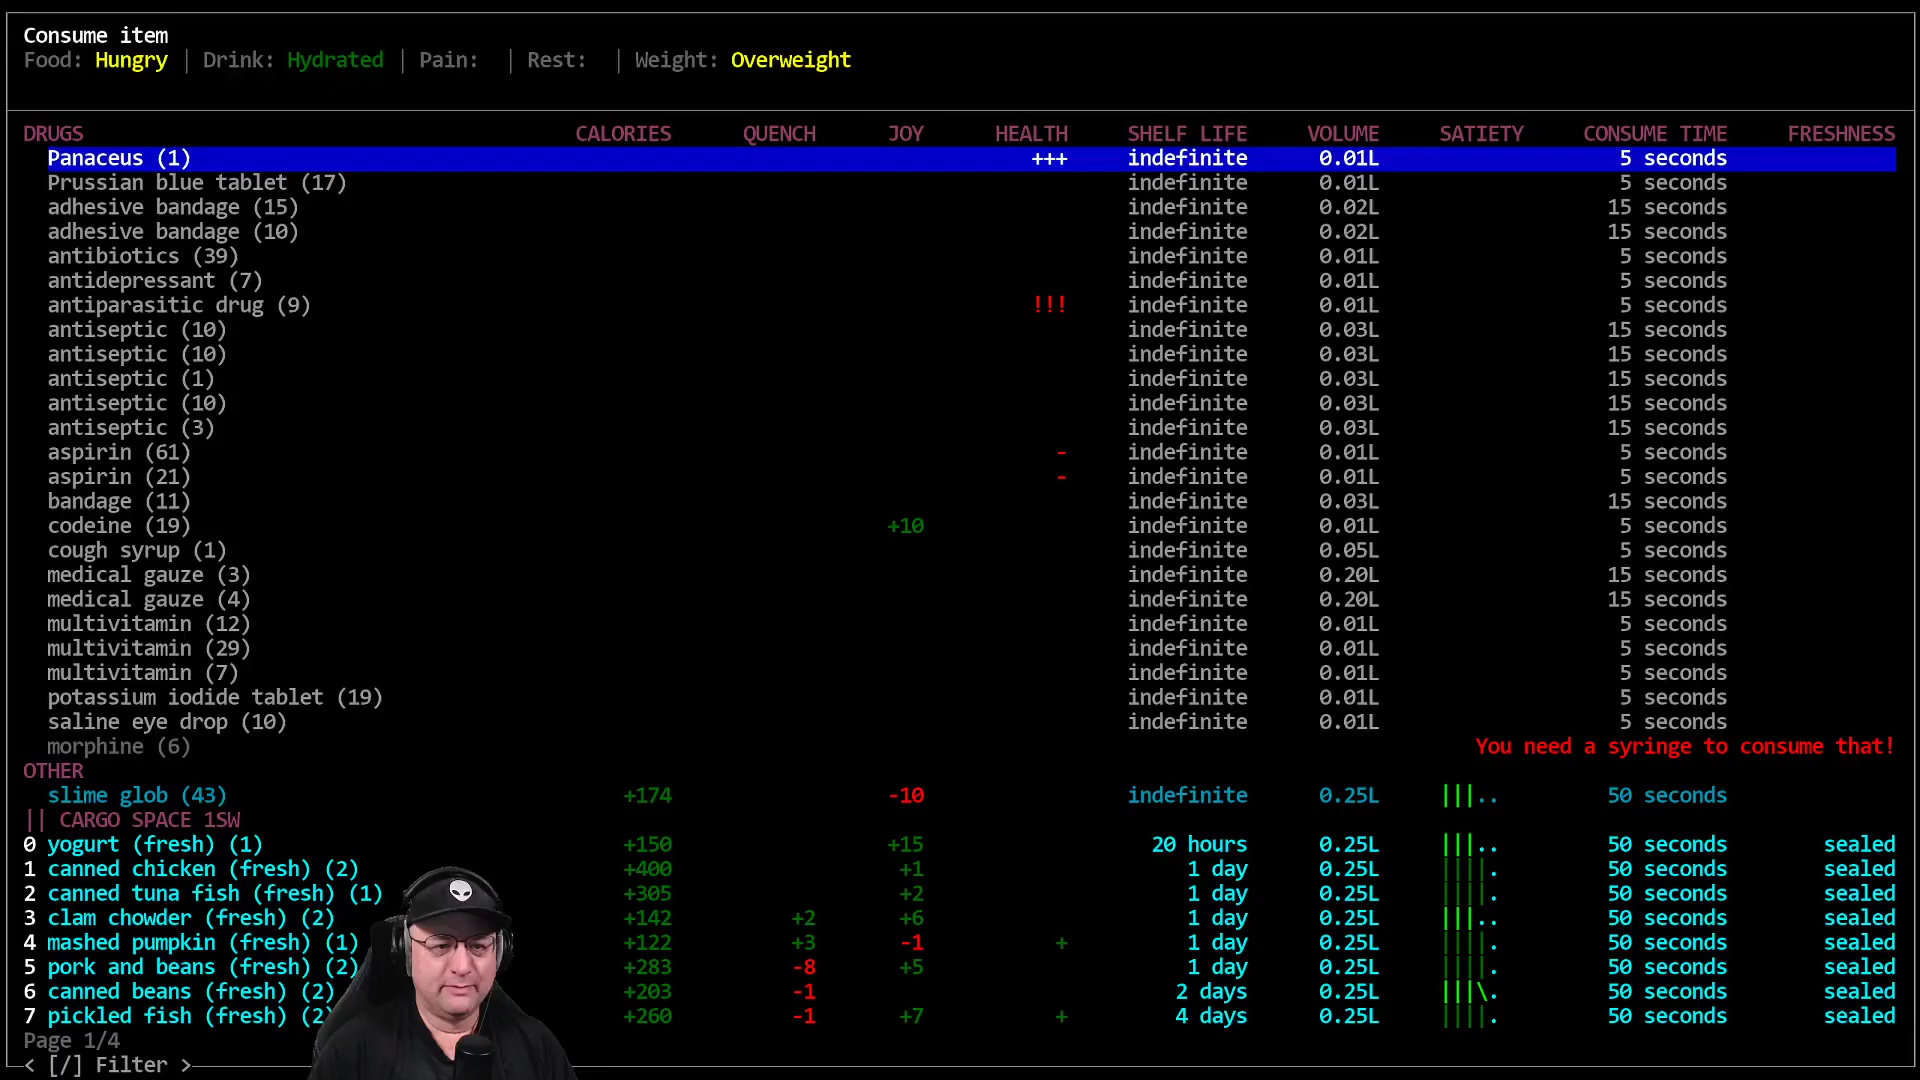 Consume item
Food: Hungry | Drink: Hydrated | Pain: | Rest: | Weight: Overweight
DRUGS CALORIES QUENCH JOY HEALTH SHELF LIFE VOLUME SATIETY CONSUME TIME FRESHNESS
Panaceus (1) +++ indefinite 0.01L 5 seconds
Prussian blue tablet (17) indefinite 0.01L 5 seconds
adhesive bandage (15) indefinite 0.02L 15 seconds
adhesive bandage (10) indefinite 0.02L 15 seconds
antibiotics (39) indefinite 0.01L 5 seconds
antidepressant (7) indefinite 0.01L 5 seconds
antiparasitic drug (9) !!! indefinite 0.01L 5 seconds
antiseptic (10) indefinite 0.03L 15 seconds
antiseptic (10) indefinite 0.03L 15 seconds
antiseptic (1) indefinite 0.03L 15 seconds
antiseptic (10) indefinite 0.03L 15 seconds
antiseptic (3) indefinite 0.03L 15 seconds
aspirin (61) - indefinite 0.01L 5 seconds
aspirin (21) - indefinite 0.01L 5 seconds
bandage (11) indefinite 0.03L 15 seconds
codeine (19) +10 indefinite 0.01L 5 seconds
cough syrup (1) indefinite 0.05L 5 seconds
medical gauze (3) indefinite 0.20L 15 seconds
medical gauze (4) indefinite 0.20L 15 seconds
multivitamin (12) indefinite 0.01L 5 seconds
multivitamin (29) indefinite 0.01L 5 seconds
multivitamin (7) indefinite 0.01L 5 seconds
potassium iodide tablet (19) indefinite 0.01L 5 seconds
saline eye drop (10) indefinite 0.01L 5 seconds
morphine (6) You need a syringe to consume that!
OTHER
slime glob (43) +174 -10 indefinite 0.25L |||.. 50 seconds
|| CARGO SPACE 1SW
0 yogurt (fresh) (1) +150 +15 20 hours 0.25L |||.. 50 seconds sealed
1 canned chicken (fresh) (2) +400 +1 1 day 0.25L ||||. 50 seconds sealed
2 canned tuna fish (fresh) (1) +305 +2 1 day 0.25L ||||. 50 seconds sealed
3 clam chowder (fresh) (2) +142 +2 +6 1 day 0.25L |||.. 50 seconds sealed
4 mashed pumpkin (fresh) (1) +122 +3 -1 + 1 day 0.25L ||||. 50 seconds sealed
5 pork and beans (fresh) (2) +283 -8 +5 1 day 0.25L ||||. 50 seconds sealed
6 canned beans (fresh) (2) +203 -1 2 days 0.25L |||\. 50 seconds sealed
7 pickled fish (fresh) (2) +260 -1 +7 + 4 days 0.25L ||||. 50 seconds sealed
Page 1/4
< [/] Filter >